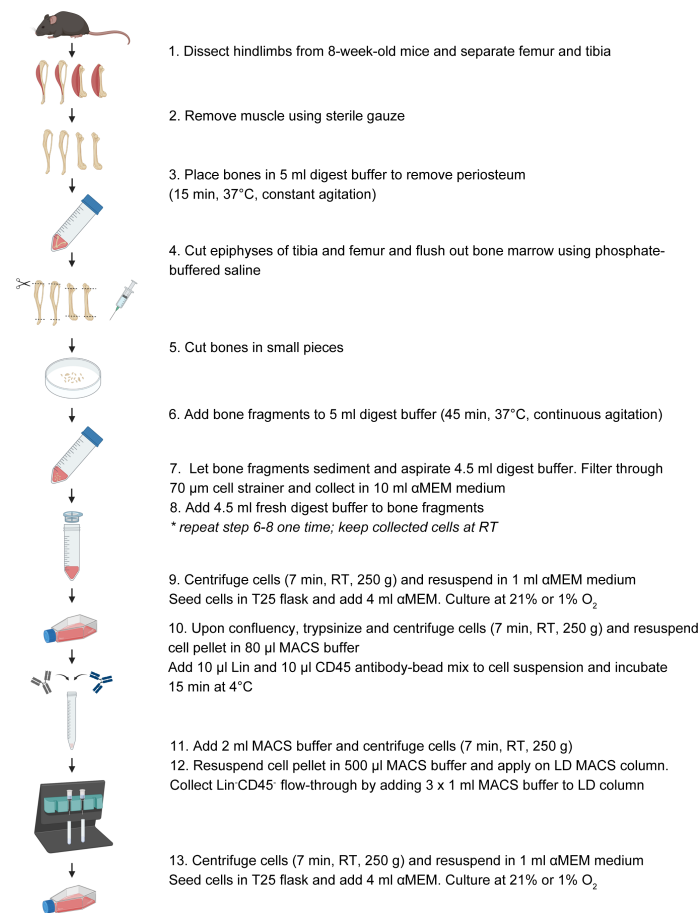 1. Dissect hindlimbs from 8-week-old mice and separate femur and tibia
2. Remove muscle using sterile gauze
3. Place bones in 5 ml digest buffer to remove periosteum
(15 min, 37°C, constant agitation)
4. Cut epiphyses of tibia and femur and flush out bone marrow using phosphate-
buffered saline
5. Cut bones in small pieces
6. Add bone fragments to 5 ml digest buffer (45 min, 37°C, continuous agitation)
7. Let bone fragments sediment and aspirate 4.5 ml digest buffer. Filter through
70 µm cell strainer and collect in 10 ml αMEM medium
8. Add 4.5 ml fresh digest buffer to bone fragments
* repeat step 6-8 one time; keep collected cells at RT
9. Centrifuge cells (7 min, RT, 250 g) and resuspend in 1 ml αMEM medium
Seed cells in T25 flask and add 4 ml αMEM. Culture at 21% or 1% O₂
10. Upon confluency, trypsinize and centrifuge cells (7 min, RT, 250 g) and resuspend
cell pellet in 80 µl MACS buffer
Add 10 µl Lin and 10 µl CD45 antibody-bead mix to cell suspension and incubate
15 min at 4°C
11. Add 2 ml MACS buffer and centrifuge cells (7 min, RT, 250 g)
12. Resuspend cell pellet in 500 µl MACS buffer and apply on LD MACS column.
Collect Lin⁻CD45⁻ flow-through by adding 3 x 1 ml MACS buffer to LD column
13. Centrifuge cells (7 min, RT, 250 g) and resuspend in 1 ml αMEM medium
Seed cells in T25 flask and add 4 ml αMEM. Culture at 21% or 1% O₂